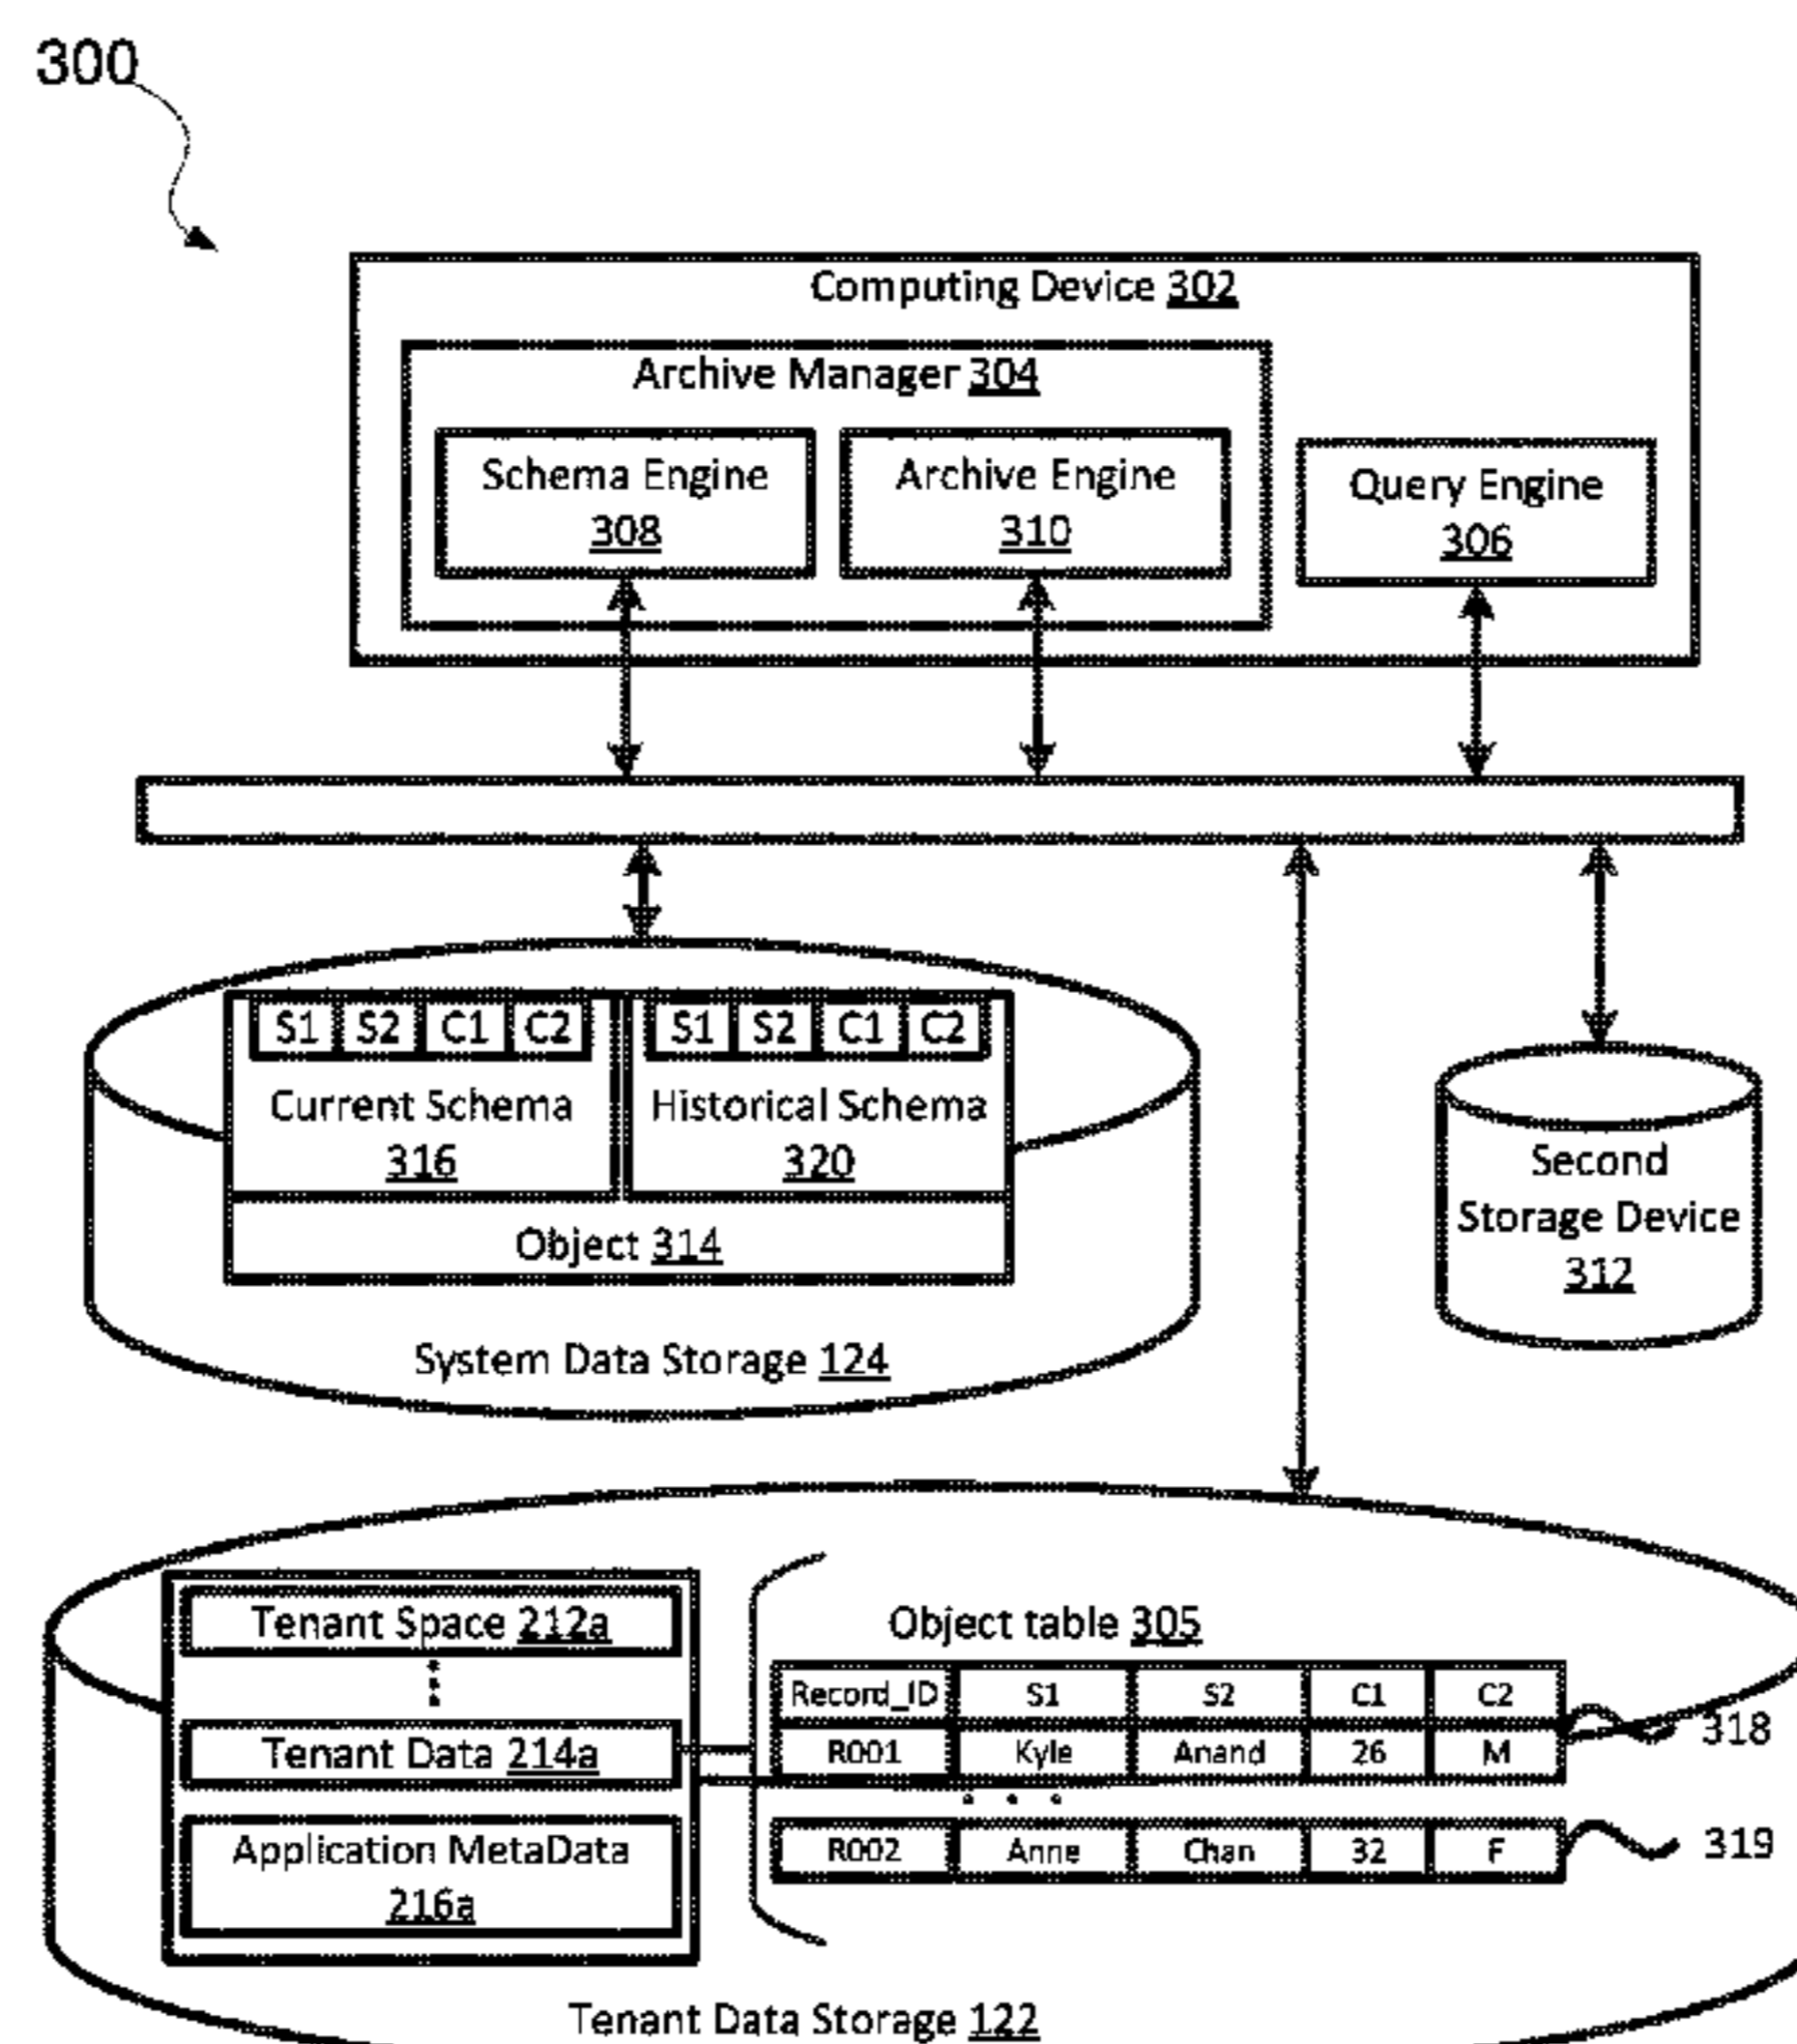 300
Computing Device 302
Archive Manager 304
Schema Engine
308
Archive Engine
310
Query Engine
306
S1 S2 C1 C2
Current Schema
316
S1 S2 C1 C2
Historical Schema
320
Object 314
System Data Storage 124
Second
Storage Device
312
Tenant Space 212a
Tenant Data 214a
Application MetaData
216a
Object table 305
Record_ID S1 S2 C1 C2
R001 Kyle Anand 26 M
318
. . .
R002 Anne Chan 32 F
319
Tenant Data Storage 122